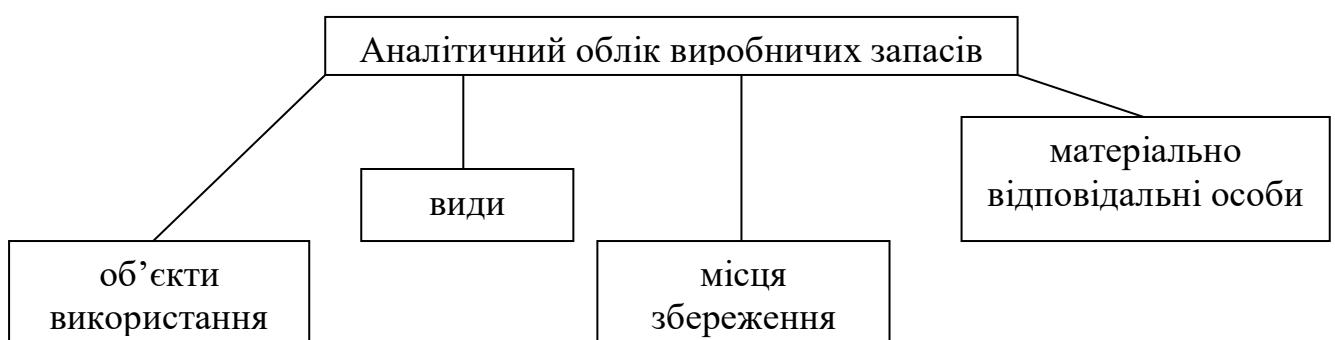 Аналітичний облік виробничих запасів
матеріально
відповідальні особи
види
об’єкти
використання
місця
збереження